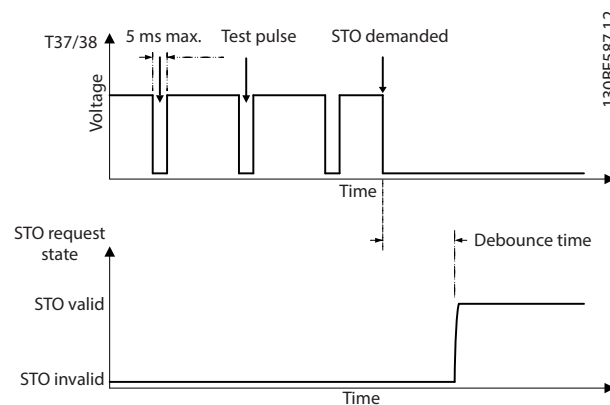 T37/38
5 ms max.
Test pulse
STO demanded
130BE587.12
Voltage
Time
STO request
state
Debounce time
STO valid
STO invalid
Time